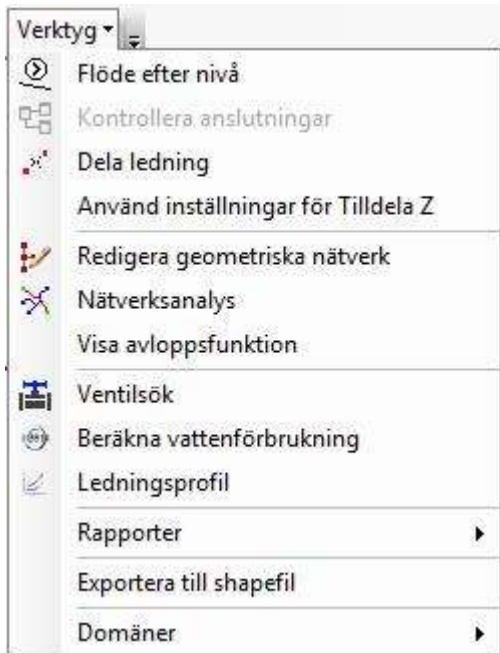 Verktyg
Flöde efter nivå
Kontrollera anslutningar
Dela ledning
Använd inställningar för Tilldela Z
Redigera geometriska nätverk
Nätverksanalys
Visa avloppsfunktion
Ventilsök
Beräkna vattenförbrukning
Ledningsprofil
Rapporter
Exportera till shapefil
Domäner